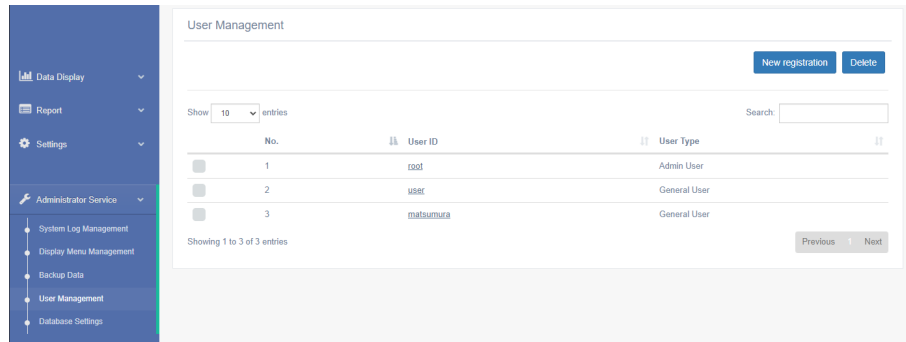 Data Display
Report
Settings
Administrator Service
System Log Management
Display Menu Management
Backup Data
User Management
Database Settings
User Management
New registration Delete
Show 10 entries Search:
No. User ID User Type
1 root Admin User
2 user General User
3 matsumura General User
Showing 1 to 3 of 3 entries Previous 1 Next